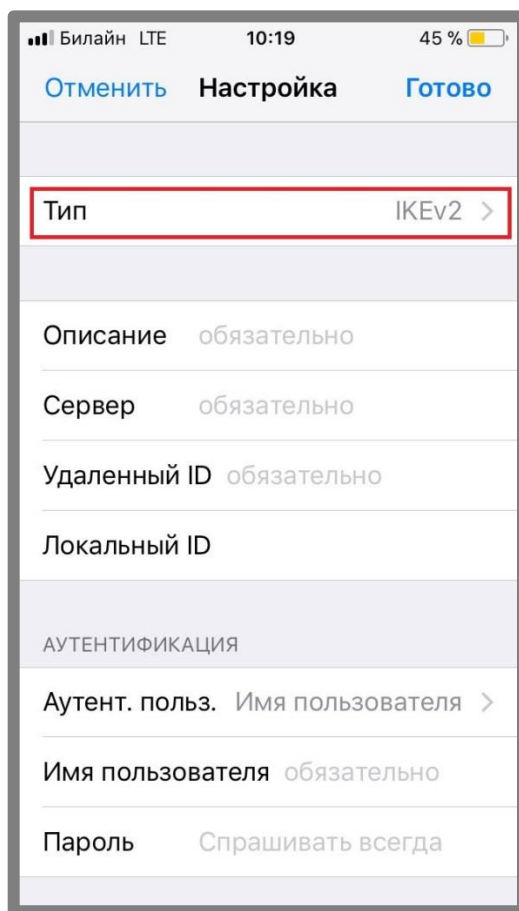 Билайн LTE 10:19 45 %
Отменить Настройка Готово
Тип IKEv2
Описание обязательно
Сервер обязательно
Удаленный ID обязательно
Локальный ID
АУТЕНТИФИКАЦИЯ
Аутент. польз. Имя пользователя
Имя пользователя обязательно
Пароль Спрашивать всегда